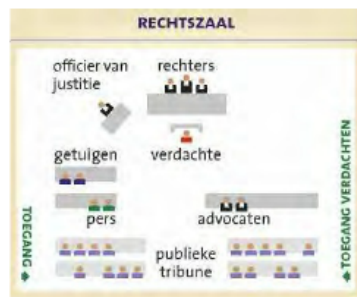 RECHTSZAAL
officier van
justitie
rechters
getuigen
verdachte
pers
advocaten
publieke
tribune
TOEGANG
TOEGANG VERDACHTEN